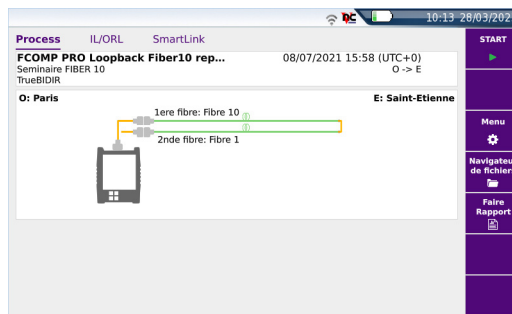 10:13 28/03/202
Process IL/ORL SmartLink
START
FCOMP PRO Loopback Fiber10 rep... 08/07/2021 15:58 (UTC+0)
Seminaire FIBER 10 O -> E
TrueBIDIR
O: Paris E: Saint-Etienne
1ere fibre: Fibre 10
2nde fibre: Fibre 1
Menu
Navigateu
de fichier
Faire
Rapport